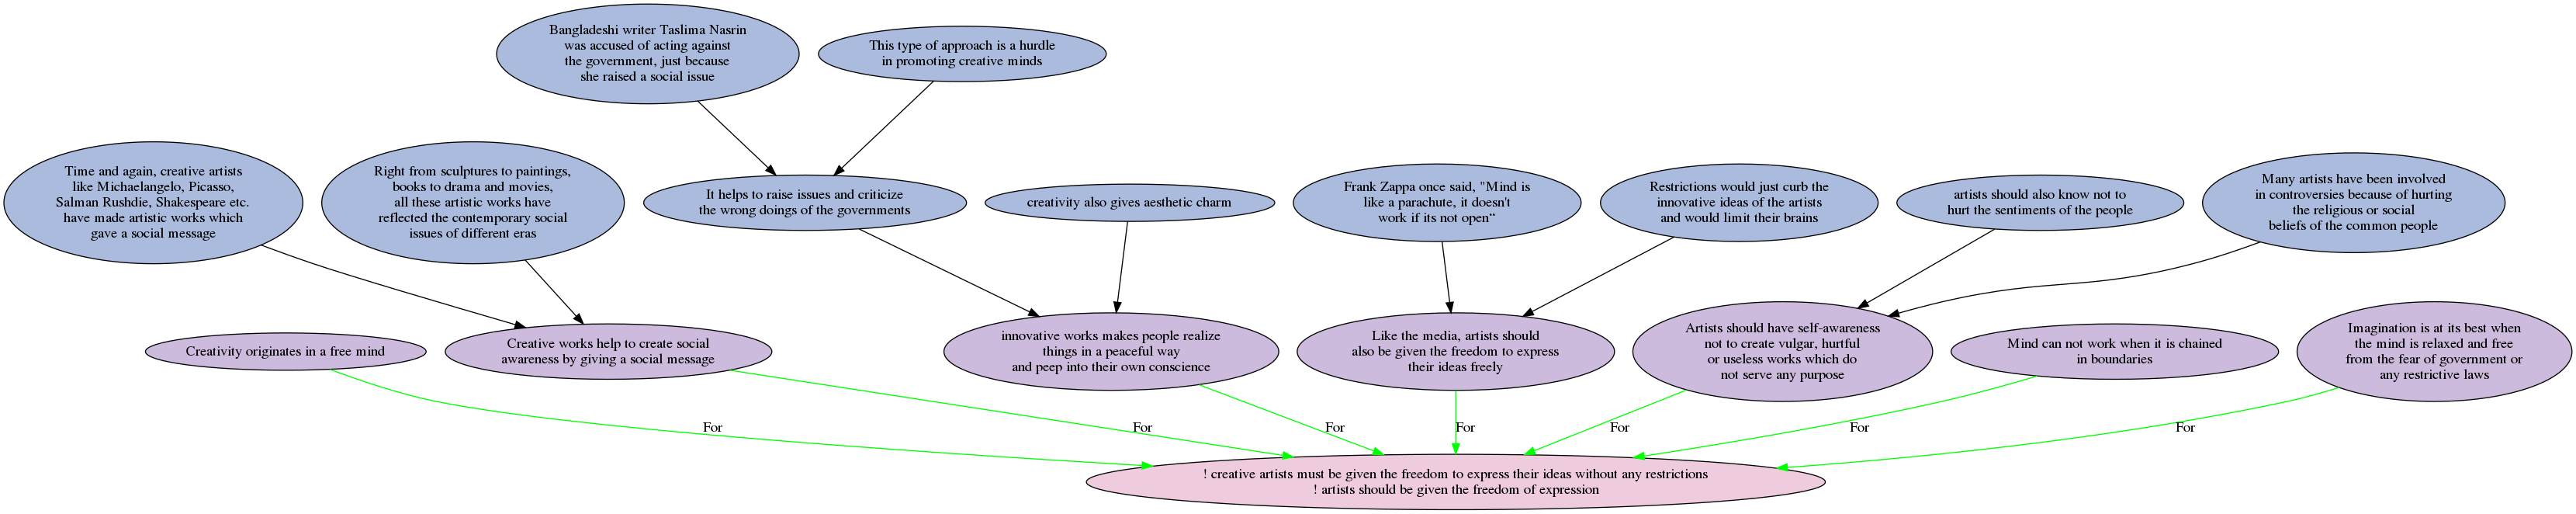 Bangladeshi writer Taslima Nasrin
was accused of acting against
the government, just because
she raised a social issue
This type of approach is a hurdle
in promoting creative minds
Time and again, creative artists
like Michaelangelo, Picasso,
Salman Rushdie, Shakespeare etc.
have made artistic works which
gave a social message
Right from sculptures to paintings,
books to drama and movies,
all these artistic works have
reflected the contemporary social
issues of different eras
It helps to raise issues and criticize
the wrong doings of the governments
creativity also gives aesthetic charm
Frank Zappa once said, "Mind is
like a parachute, it doesn't
work if its not open“
Restrictions would just curb the
innovative ideas of the artists
and would limit their brains
artists should also know not to
hurt the sentiments of the people
Many artists have been involved
in controversies because of hurting
the religious or social
beliefs of the common people
Creativity originates in a free mind
Creative works help to create social
awareness by giving a social message
innovative works makes people realize
things in a peaceful way
and peep into their own conscience
Like the media, artists should
also be given the freedom to express
their ideas freely
Artists should have self-awareness
not to create vulgar, hurtful
or useless works which do
not serve any purpose
Mind can not work when it is chained
in boundaries
Imagination is at its best when
the mind is relaxed and free
from the fear of government or
any restrictive laws
For
For
For
For
For
For
For
! creative artists must be given the freedom to express their ideas without any restrictions
! artists should be given the freedom of expression